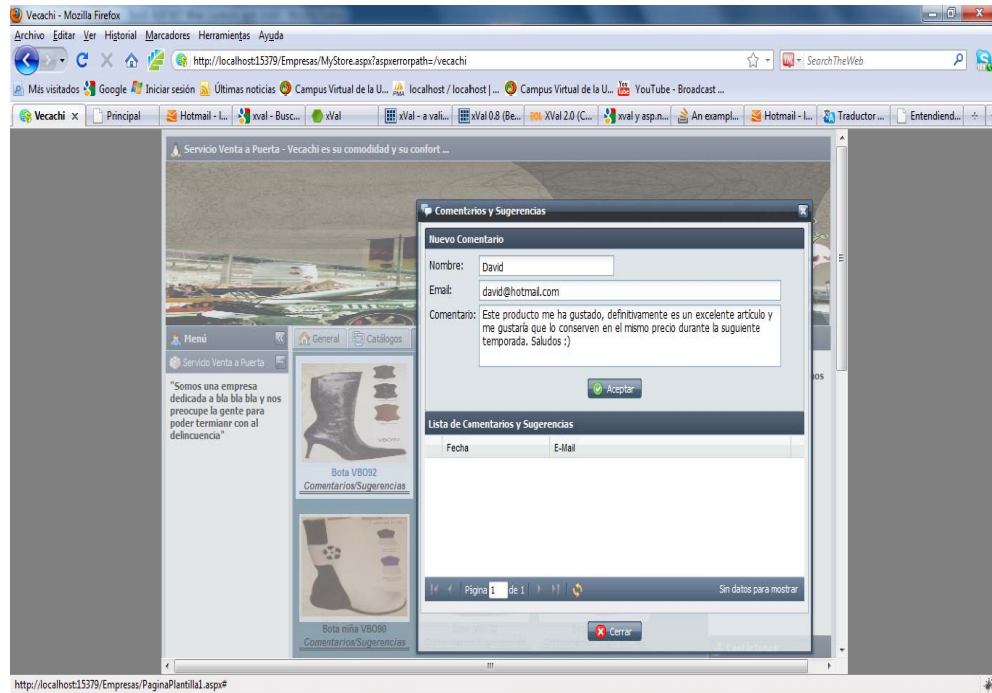 Vecachi - Mozilla Firefox
Archivo Editar Ver Historial Marcadores Herramientas Ayuda
http://localhost:15379/Empresas/MyStore.aspx?aspxerrorpath=/vecachi
SearchTheWeb
Más visitados Google Iniciar sesión Últimas noticias Campus Virtual de la U... localhost / locahost | ... Campus Virtual de la U... YouTube - Broadcast ...
Vecachi Principal Hotmail - l... xval - Busc... xVal xVal - a vali... xVal 0.8 (Be... XVal 2.0 (C... xval y asp.n... An exampl... Hotmail - l... Traductor ... Entendiend...
Servicio Venta a Puerta - Vecachi es su comodidad y su confort ...
Comentarios y Sugerencias
Nuevo Comentario
Nombre: David
Email: david@hotmail.com
Comentario: Este producto me ha gustado, definitivamente es un excelente artículo y
me gustaría que lo conserven en el mismo precio durante la suguiente
temporada. Saludos :)
Aceptar
Lista de Comentarios y Sugerencias
Fecha E-Mail
Página 1 de 1 Sin datos para mostrar
Cerrar
Menú
Servicio Venta a Puerta
"Somos una empresa
dedicada a bla bla bla y nos
preocupe la gente para
poder termianr con al
delincuencia"
General Catálogos
Bota VB092
Comentarios/Sugerencias
Bota niña VB090
Comentarios/Sugerencias
http://localhost:15379/Empresas/PaginaPlantilla1.aspx#